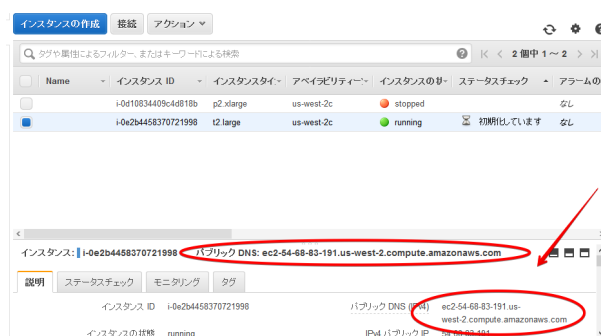 インスタンスの作成 接続 アクション
タグや属性によるフィルター、またはキーワードによる検索 2 個中 1 ～ 2
Name インスタンス ID インスタンスタイ アベイラビリティー インスタンスの状 ステータスチェック アラームの
i-0d10834409c4d818b p2.xlarge us-west-2c stopped なし
i-0e2b4458370721998 t2.large us-west-2c running 初期化しています なし
インスタンス: i-0e2b4458370721998 パブリック DNS: ec2-54-68-83-191.us-west-2.compute.amazonaws.com
説明 ステータスチェック モニタリング タグ
インスタンス ID i-0e2b4458370721998 パブリック DNS (IPv4) ec2-54-68-83-191.us-
west-2.compute.amazonaws.com
インスタンスの状態 running IPv4 パブリック IP 54.68.83.191